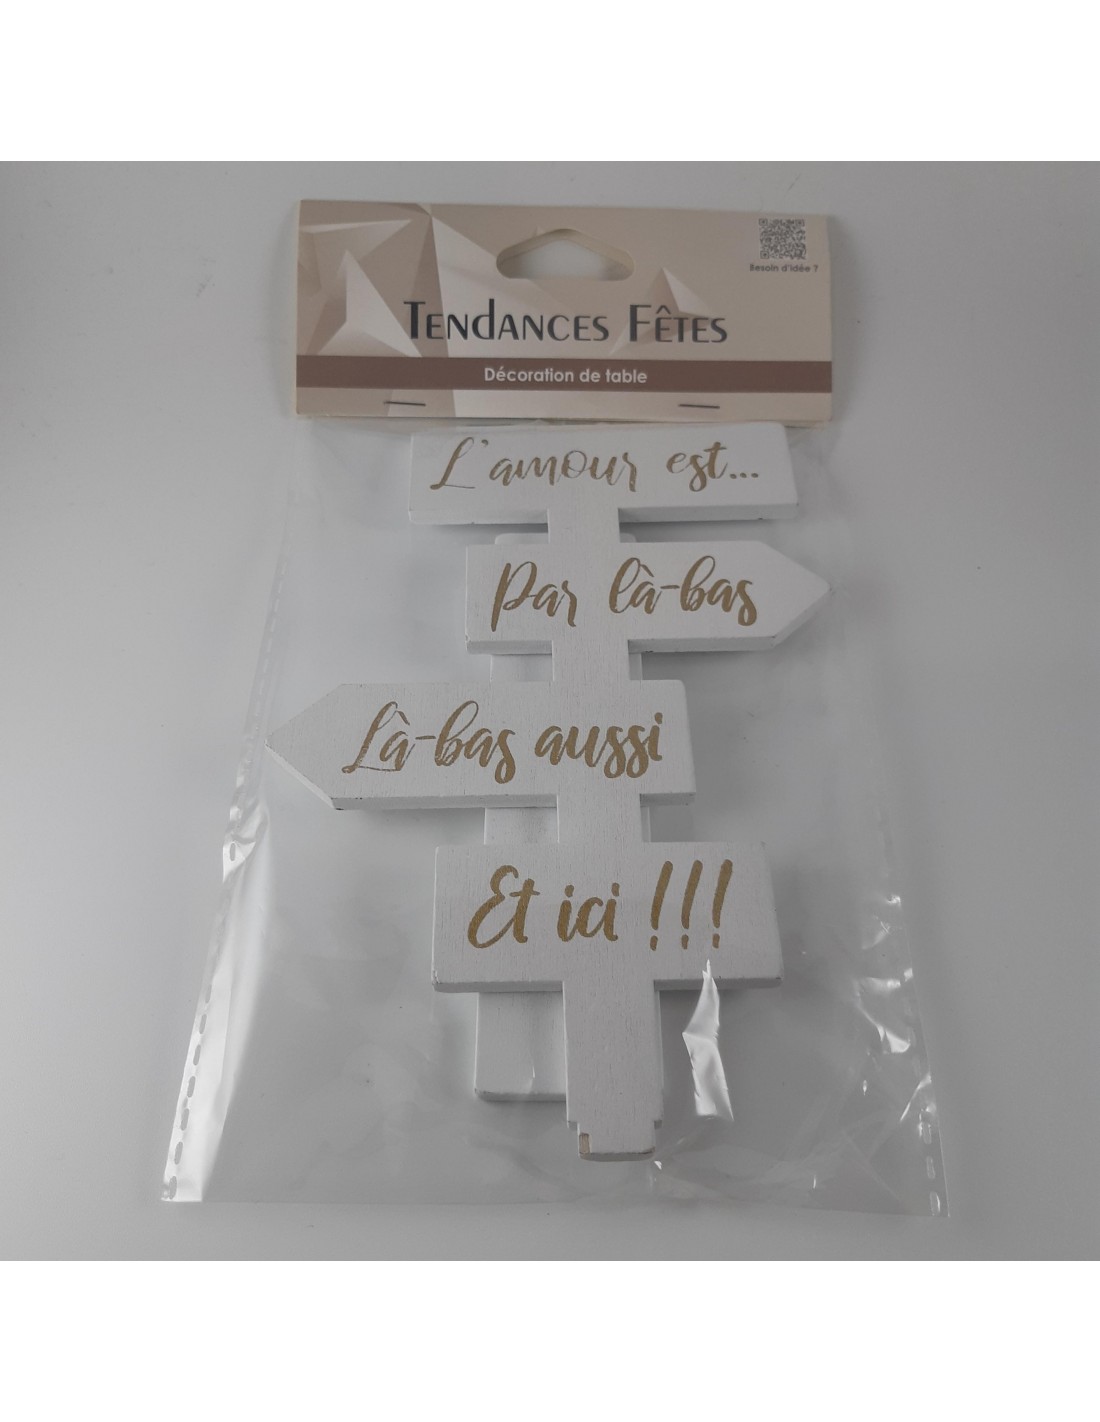 Besoin d'idée ?
TENDANCES FÊTES
Décoration de table
L'amour est...
Par là-bas
Là-bas aussi
Et ici !!!